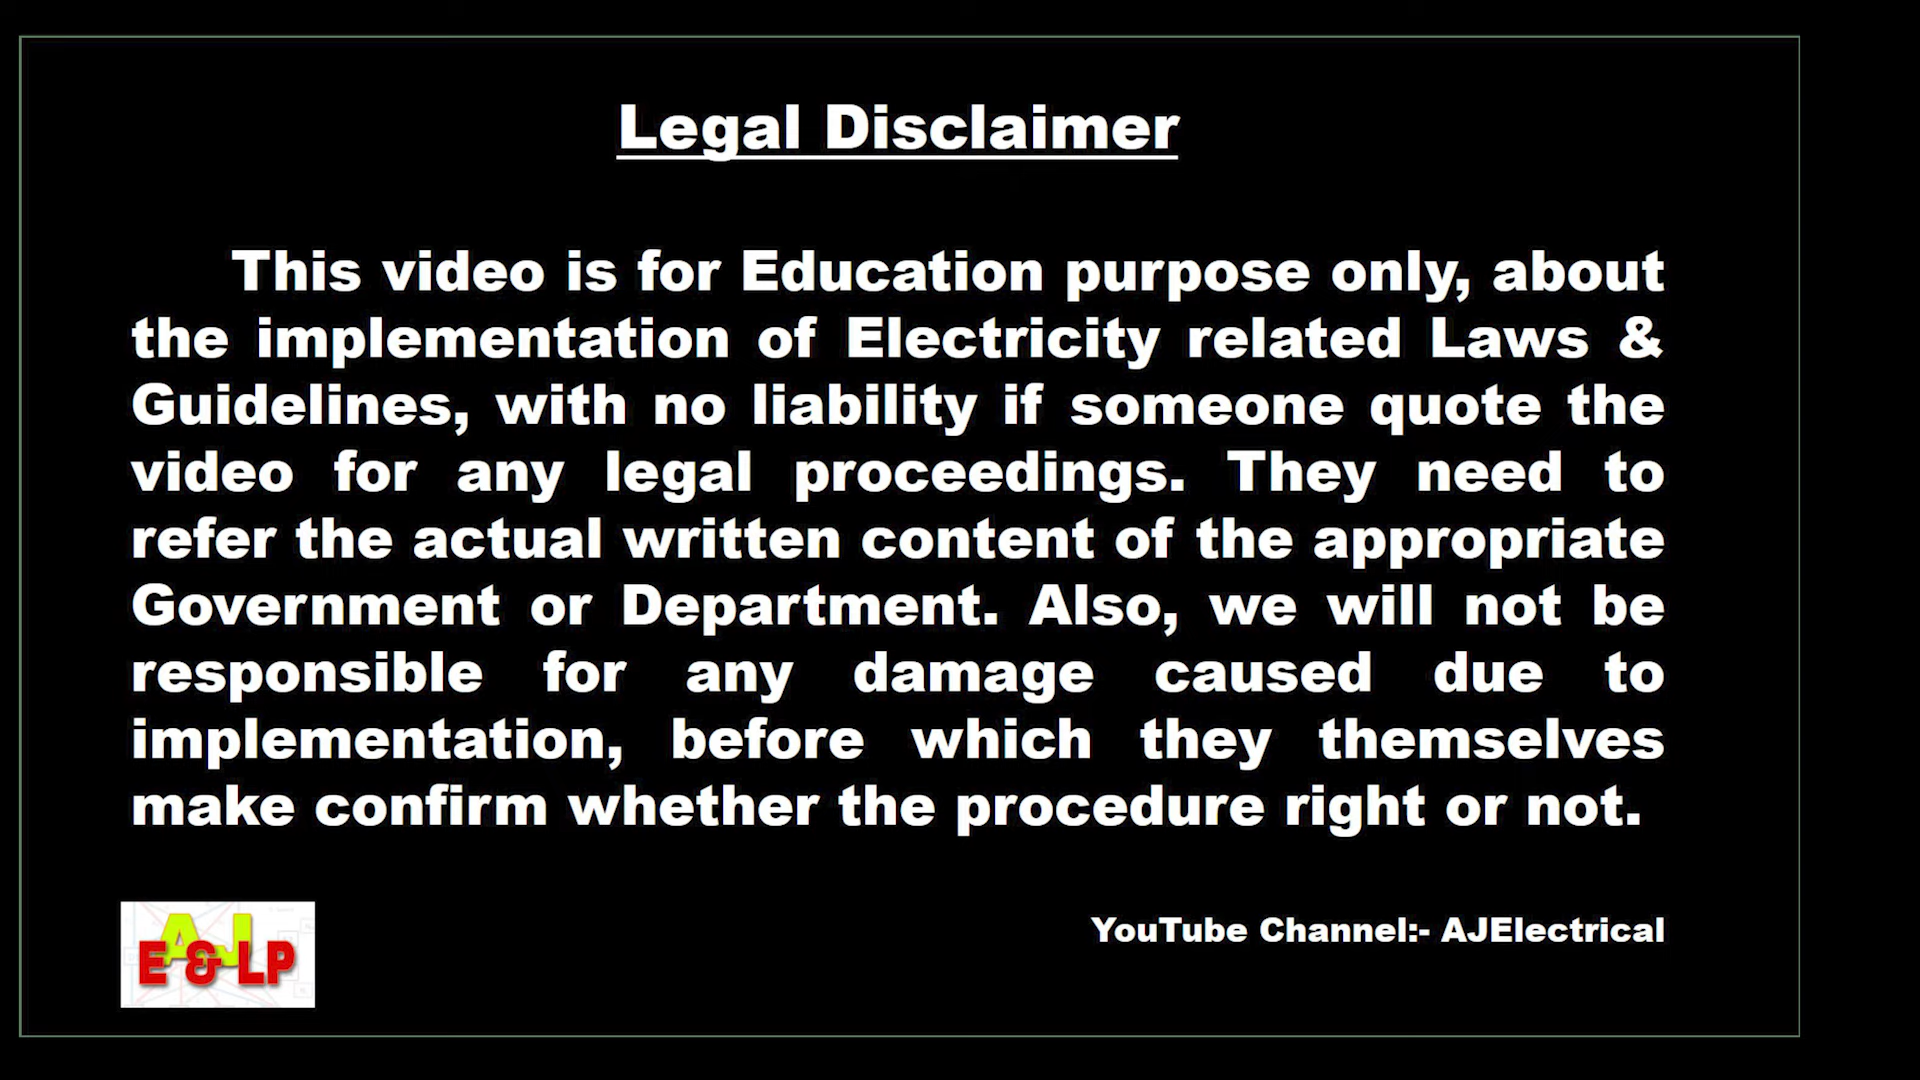 Legal Disclaimer
This video is for Education purpose only, about
the implementation of Electricity related Laws &
Guidelines, with no liability if someone quote the
video for any legal proceedings. They need to
refer the actual written content of the appropriate
Government or Department. Also, we will not be
responsible for any damage caused due to
implementation, before which they themselves
make confirm whether the procedure right or not.
YouTube Channel:- AJElectrical
AJ
E & LP